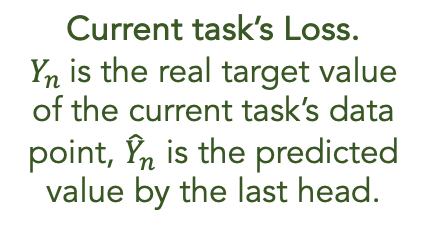 Current task's Loss.
Yₙ is the real target value
of the current task's data
point, Ŷₙ is the predicted
value by the last head.